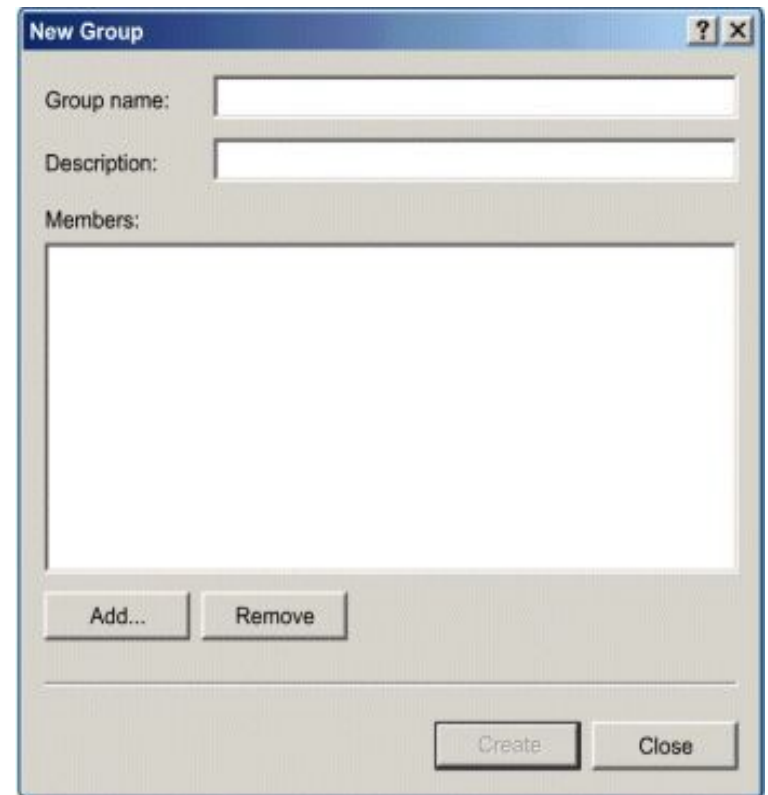 New Group
Group name:
Description:
Members:
Add... Remove
Create Close